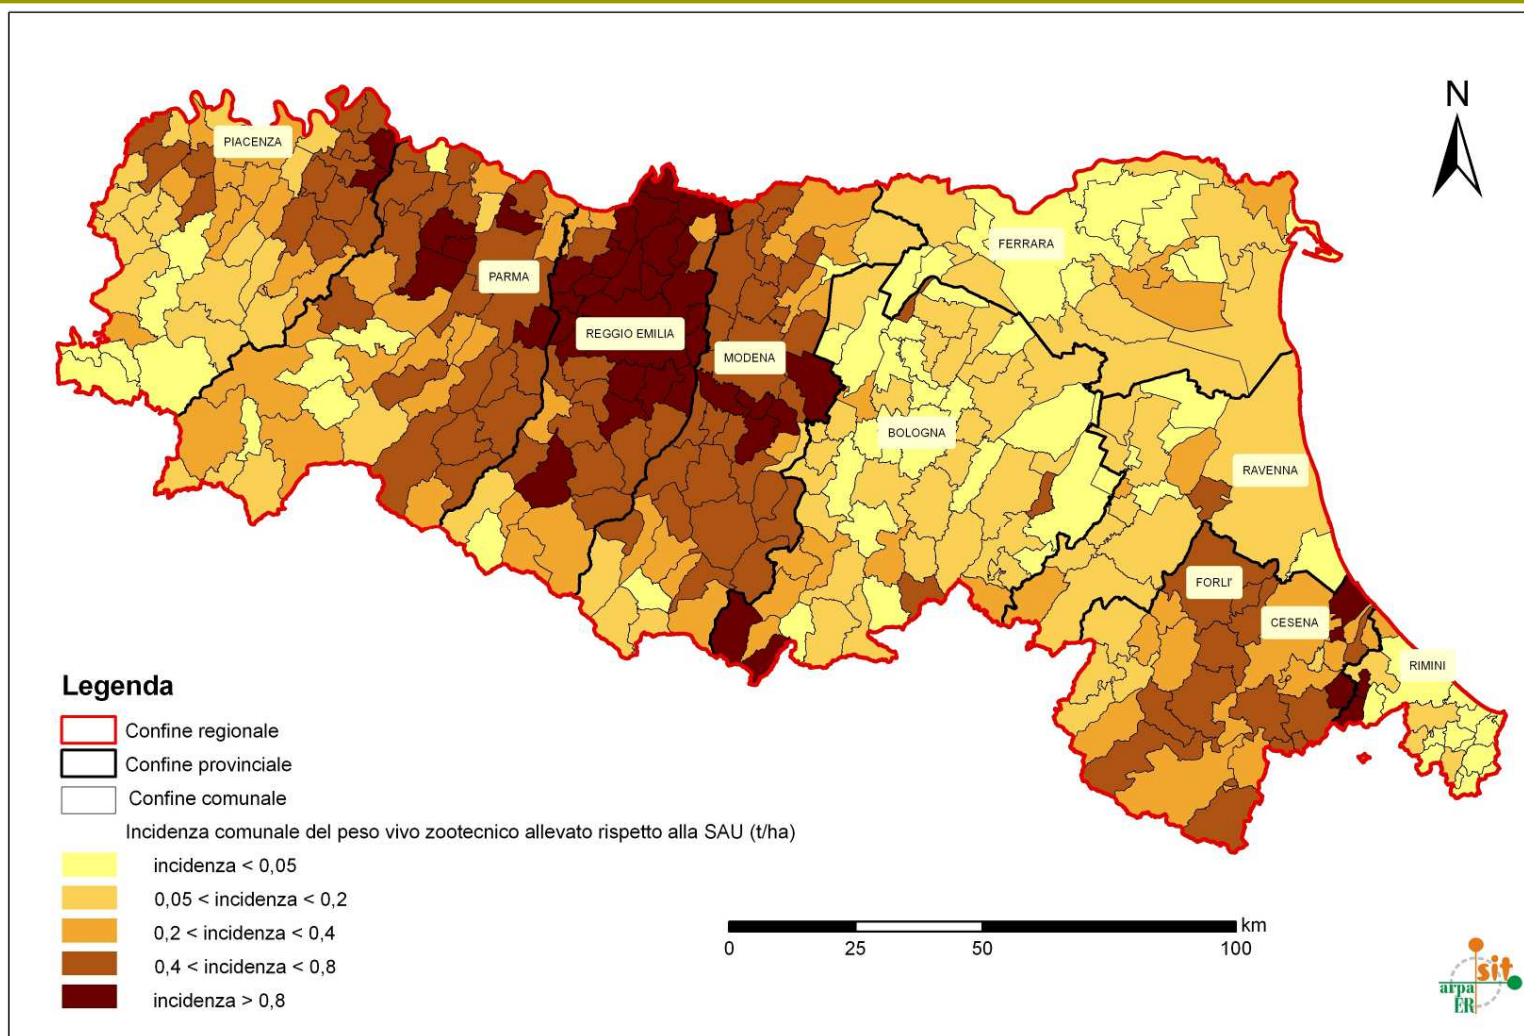 N
PIACENZA
FERRARA
PARMA
REGGIO EMILIA
MODENA
BOLOGNA
RAVENNA
FORLI'
CESENA
RIMINI
Legenda
Confine regionale
Confine provinciale
Confine comunale
Incidenza comunale del peso vivo zootecnico allevato rispetto alla SAU (t/ha)
incidenza < 0,05
0,05 < incidenza < 0,2
0,2 < incidenza < 0,4
0,4 < incidenza < 0,8
incidenza > 0,8
km
0 25 50 100
sit
arpa
ER